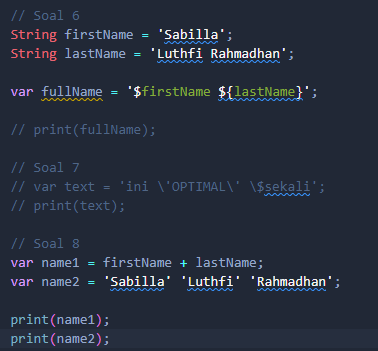 // Soal 6
String firstName = 'Sabilla';
String lastName = 'Luthfi Rahmadhan';
var fullName = '$firstName ${lastName}';
// print(fullName);
// Soal 7
// var text = 'ini \'OPTIMAL\' \$sekali';
// print(text);
// Soal 8
var name1 = firstName + lastName;
var name2 = 'Sabilla' 'Luthfi' 'Rahmadhan';
print(name1);
print(name2);